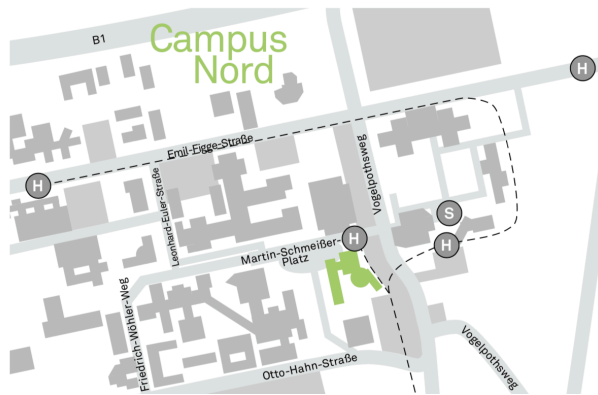 B1
Campus
Nord
H
Emil-Figge-Straße
H
Leonhard-Euler-Straße
Vogelpothsweg
S
Martin-Schmeißer-
Platz
H
H
Friedrich-Wöhler-Weg
Otto-Hahn-Straße
Vogelpothsweg